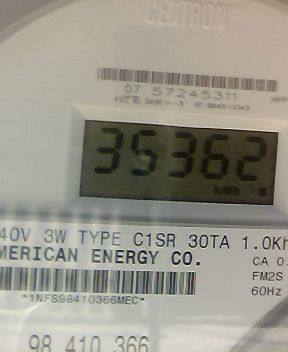 CENTRON®
07 57245311
35362
kWh
40V 3W TYPE C1SR 30TA 1.0Kh
MERICAN ENERGY CO.
CA 0.
FM2S
60Hz
*1NFS98410366MEC*
98 410 366